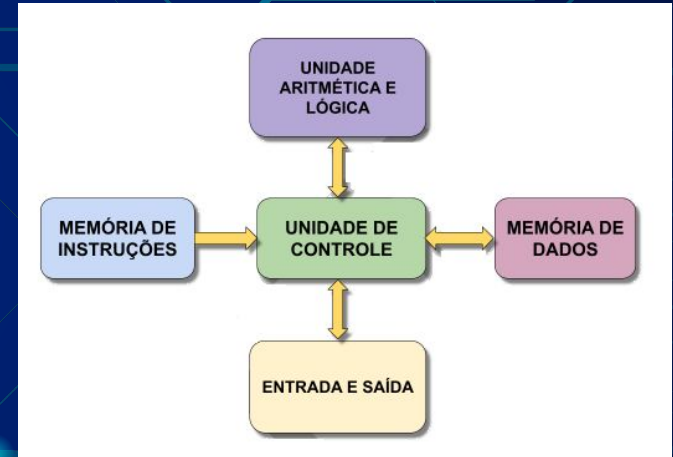 UNIDADE
ARITMÉTICA E
LÓGICA
MEMÓRIA DE
INSTRUÇÕES
UNIDADE DE
CONTROLE
MEMÓRIA DE
DADOS
ENTRADA E SAÍDA